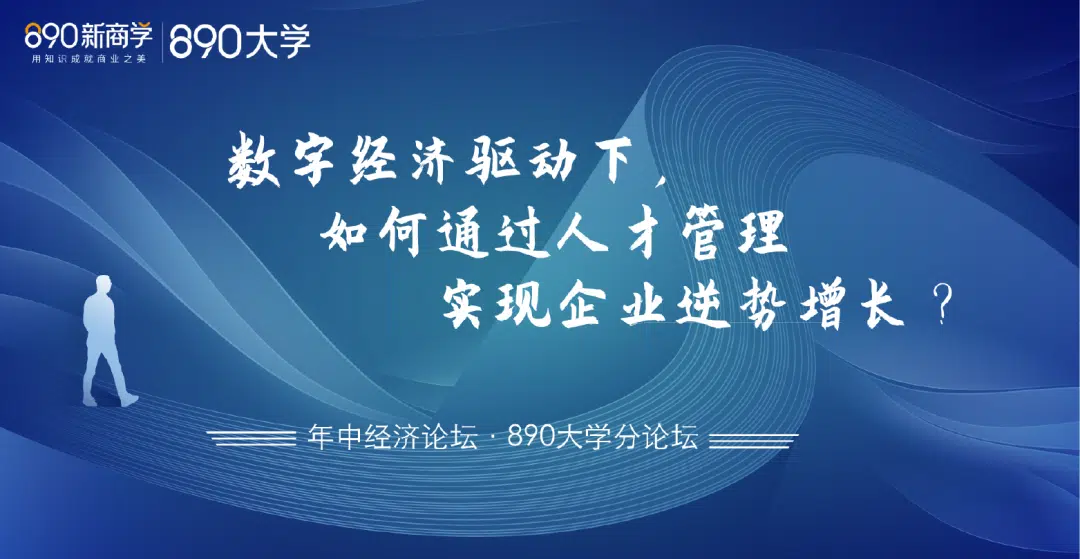 890新商学
用知识成就商业之美
890大学
数字经济驱动下，
如何通过人才管理
实现企业逆势增长？
年中经济论坛·890大学分论坛